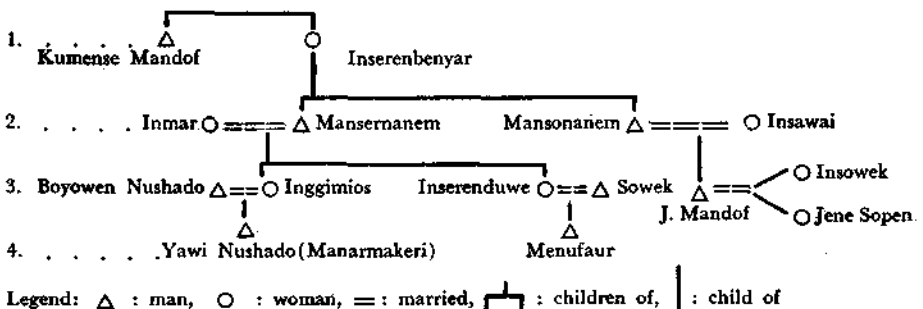 1. . . . .
Kumense Mandof Inserenbenyar
2. . . . . Inmar Mansernanem Mansonariem Insawai
3. Boyowen Nushado Inggimios Inserenduwe Sowek Insowek
J. Mandof Jene Sopen
4. . . . . .Yawi Nushado (Manarmakeri) Menufaur
Legend: : man, : woman, = : married, : children of, : child of